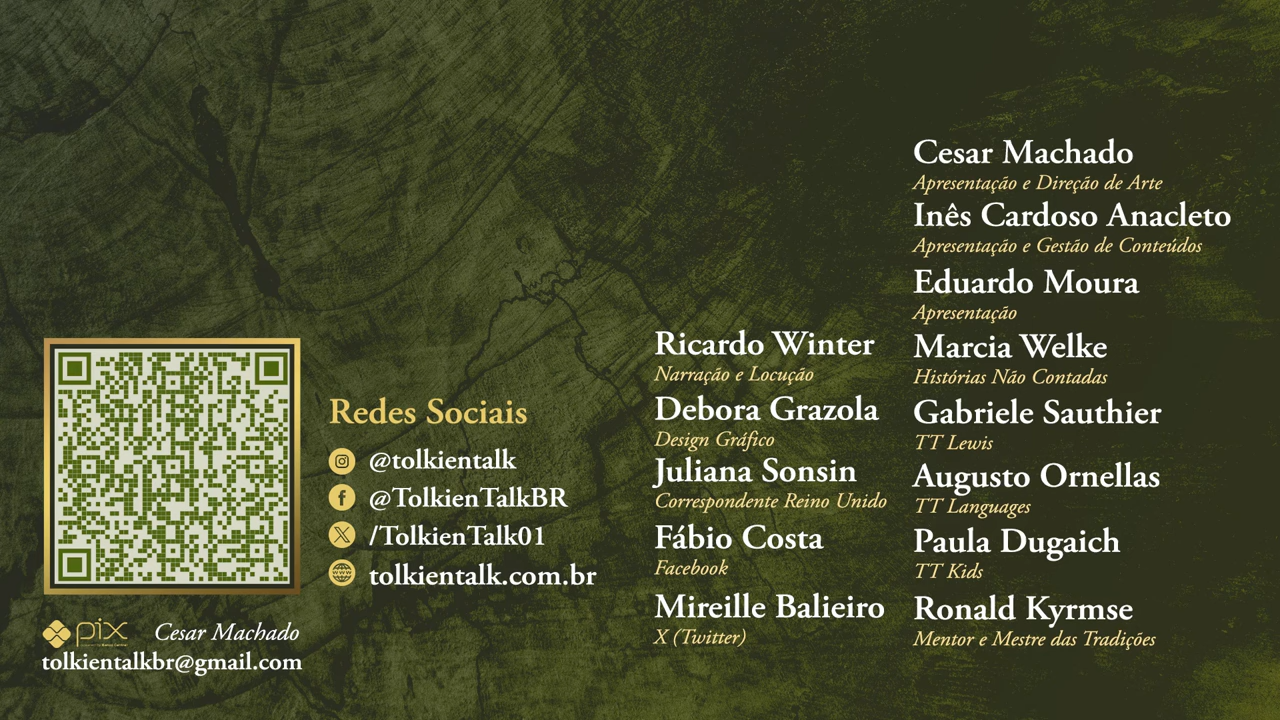 Redes Sociais
@tolkientalk
@TolkienTalkBR
/TolkienTalk01
tolkientalk.com.br
pix
Cesar Machado
tolkientalkbr@gmail.com
Ricardo Winter
Narração e Locução
Debora Grazola
Design Gráfico
Juliana Sonsin
Correspondente Reino Unido
Fábio Costa
Facebook
Mireille Balieiro
X (Twitter)
Cesar Machado
Apresentação e Direção de Arte
Inês Cardoso Anacleto
Apresentação e Gestão de Conteúdos
Eduardo Moura
Apresentação
Marcia Welke
Histórias Não Contadas
Gabriele Sauthier
TT Lewis
Augusto Ornellas
TT Languages
Paula Dugaich
TT Kids
Ronald Kyrmse
Mentor e Mestre das Tradições